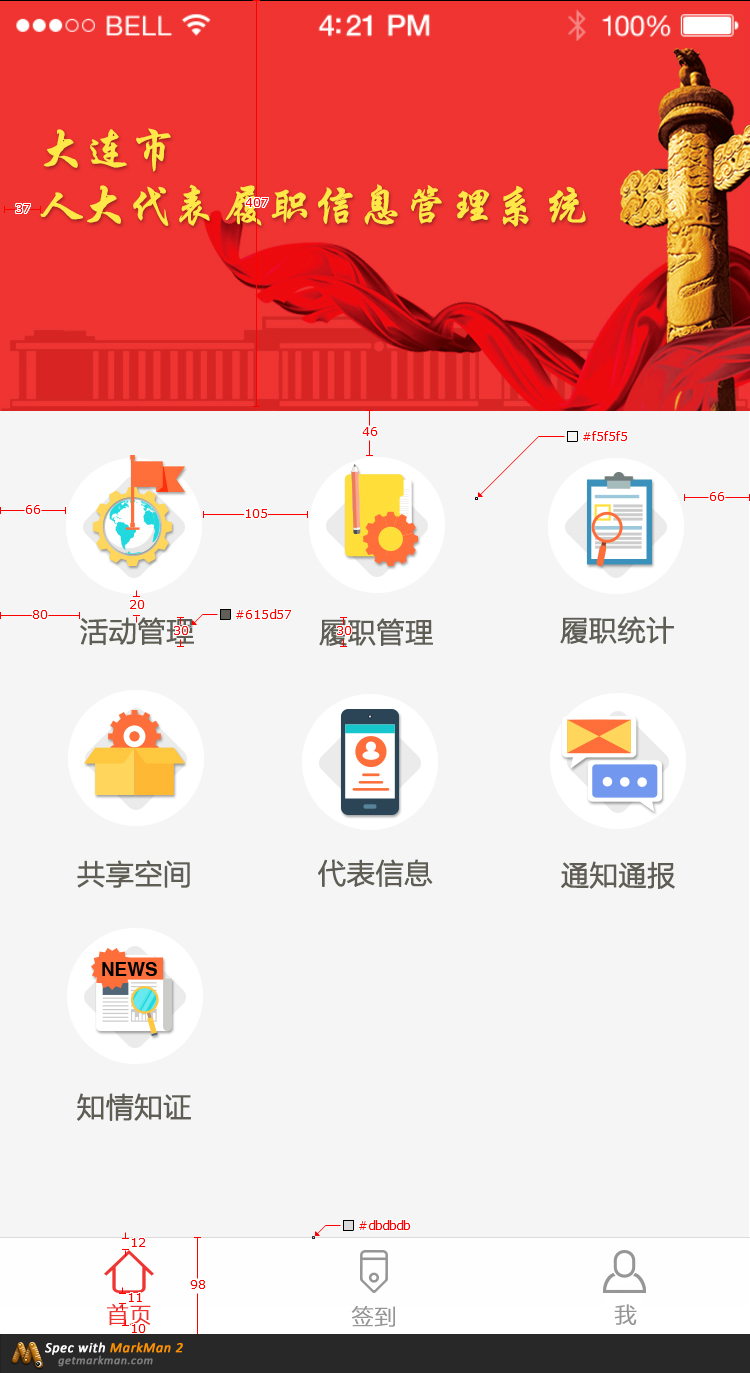 BELL 4:21 PM 100%
大连市
人大代表履职信息管理系统
37
407
46
#f5f5f5
66 105 66
20
80 #615d57
30 30
活动管理 履职管理 履职统计
共享空间 代表信息 通知通报
NEWS
知情知证
#dbdbdb
12
98
11
首页 签到 我
10
Spec with MarkMan 2
getmarkman.com